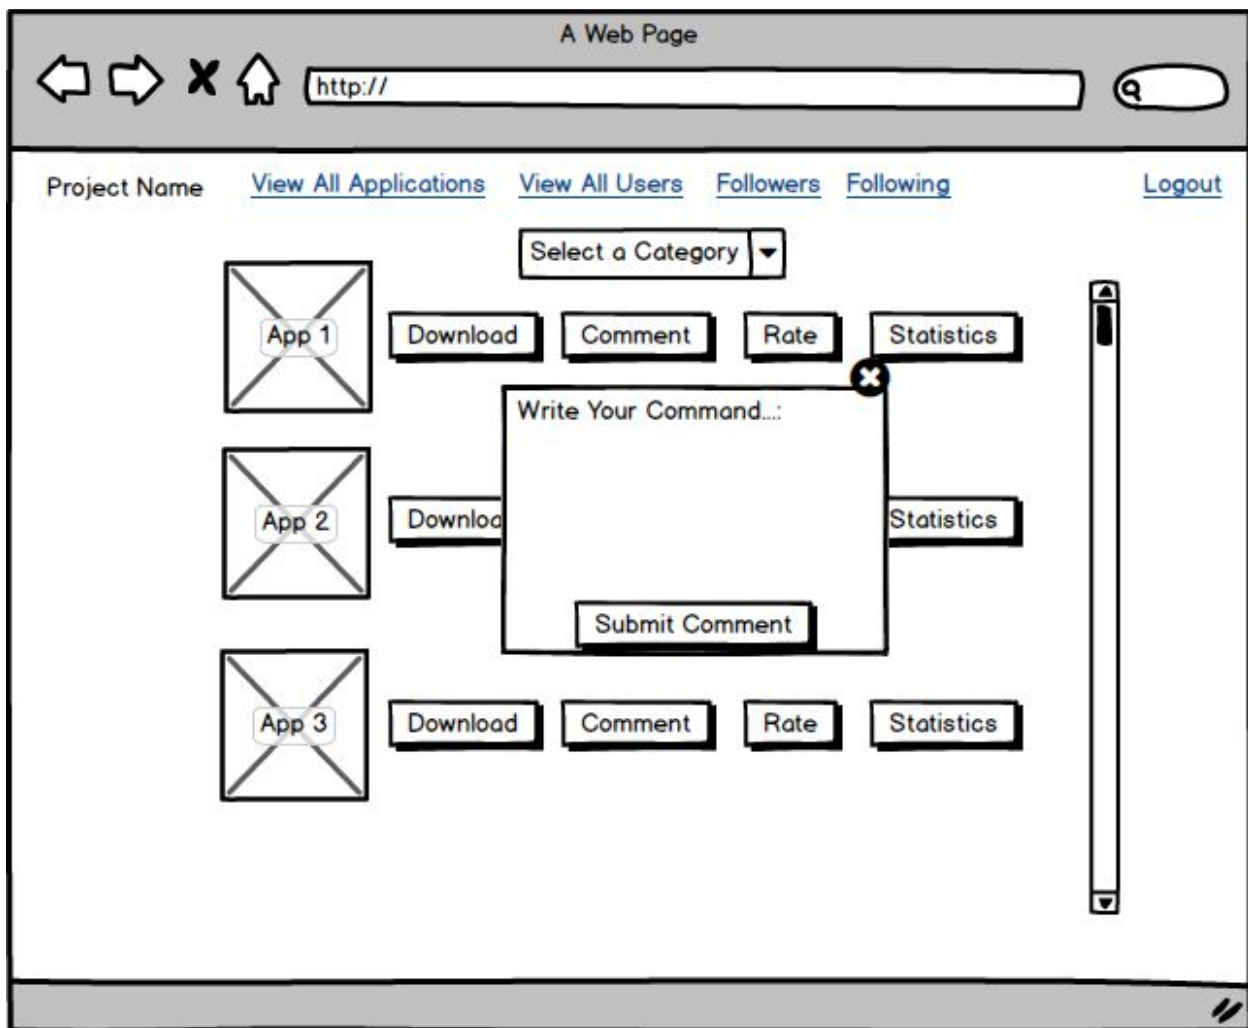 A Web Page
http://
Project Name View All Applications View All Users Followers Following Logout
Select a Category
App 1 Download Comment Rate Statistics
Write Your Command...:
App 2 Downloa Statistics
Submit Comment
App 3 Download Comment Rate Statistics